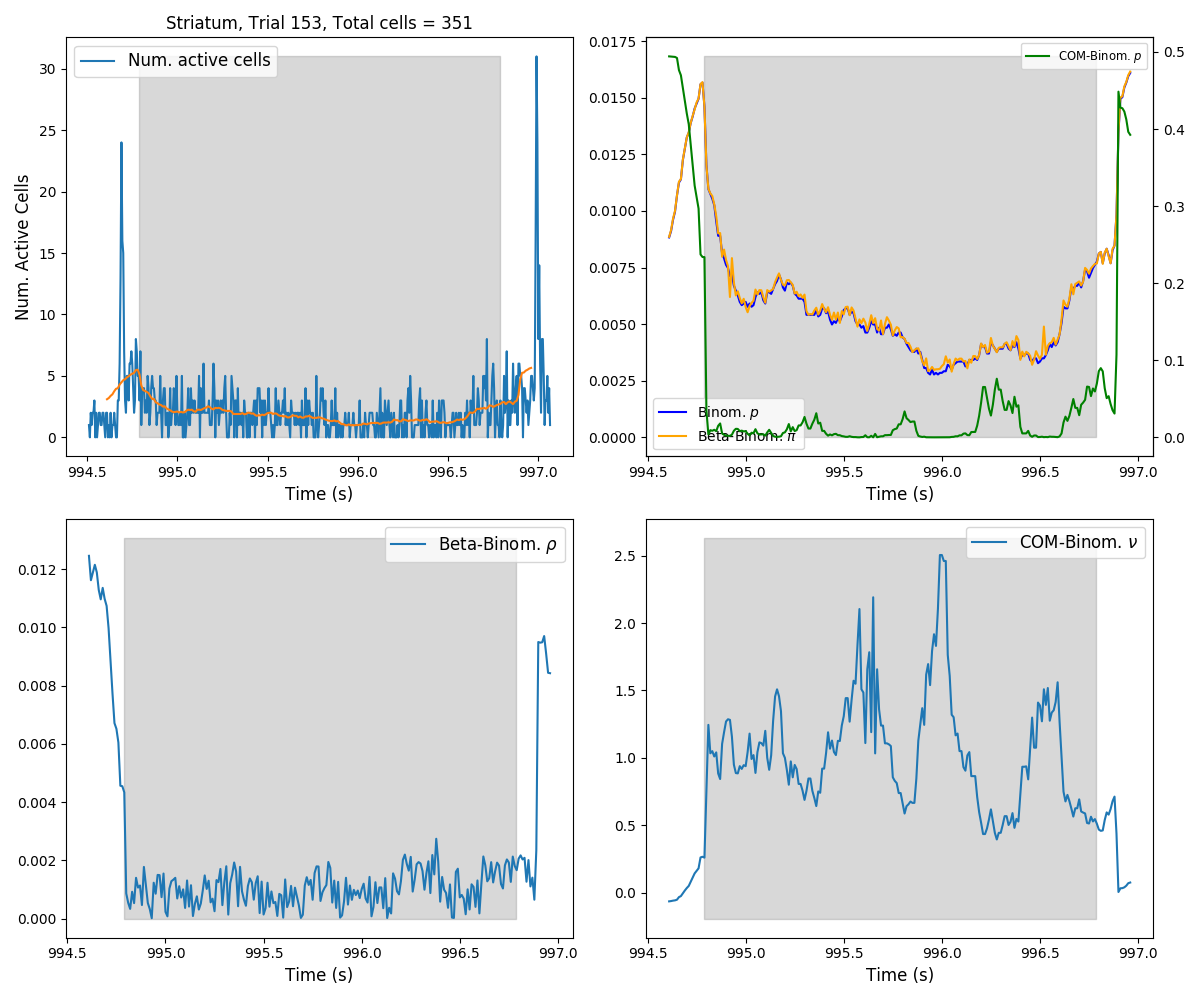 Striatum, Trial 153, Total cells = 351
Num. active cells
Num. Active Cells
30
25
20
15
10
5
0
994.5 995.0 995.5 996.0 996.5 997.0
Time (s)
COM-Binom. p
0.0175
0.0150
0.0125
0.0100
0.0075
0.0050
0.0025
0.0000
0.5
0.4
0.3
0.2
0.1
0.0
Binom. p
Beta-Binom. π
994.5 995.0 995.5 996.0 996.5 997.0
Time (s)
Beta-Binom. ρ
0.012
0.010
0.008
0.006
0.004
0.002
0.000
994.5 995.0 995.5 996.0 996.5 997.0
Time (s)
COM-Binom. ν
2.5
2.0
1.5
1.0
0.5
0.0
994.5 995.0 995.5 996.0 996.5 997.0
Time (s)